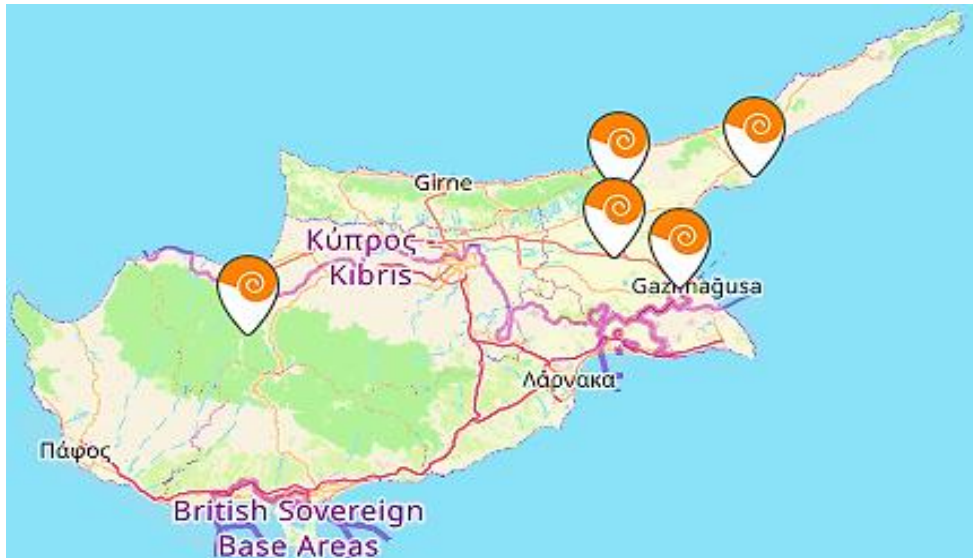 Girne
Κύπρος -
Kıbrıs
Gazimağusa
Λάρνακα
Πάφος
British Sovereign
Base Areas